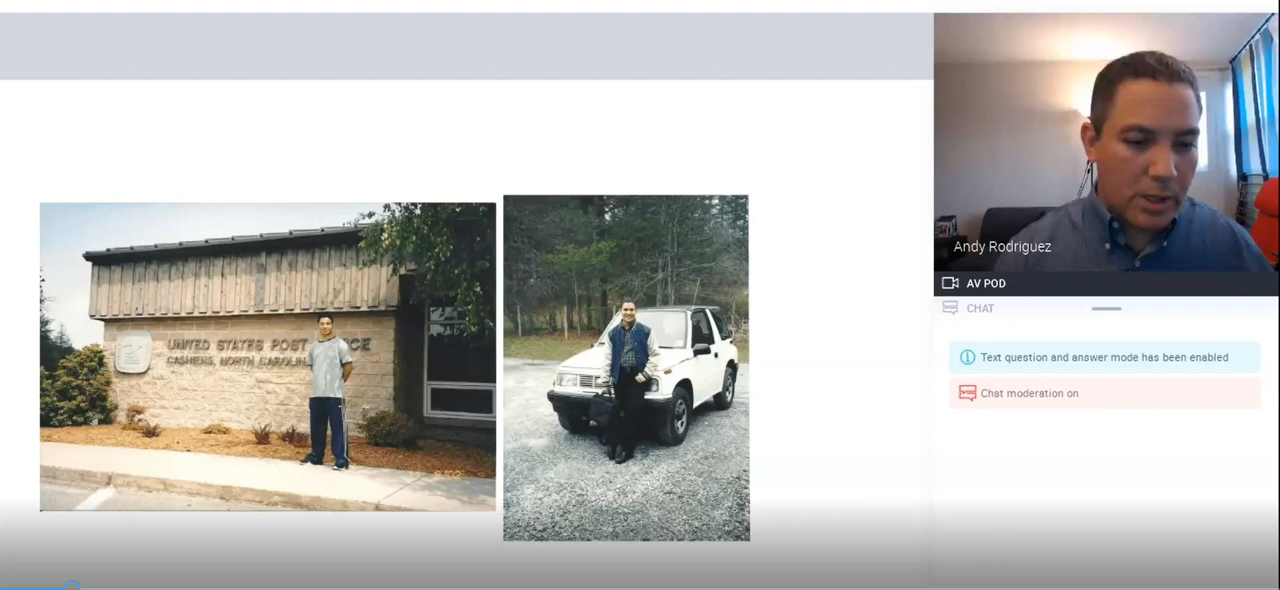 UNITED STATES POST OFFICE
CASHIERS, NORTH CAROLIN
Andy Rodriguez
AV POD
CHAT
Text question and answer mode has been enabled
Chat moderation on